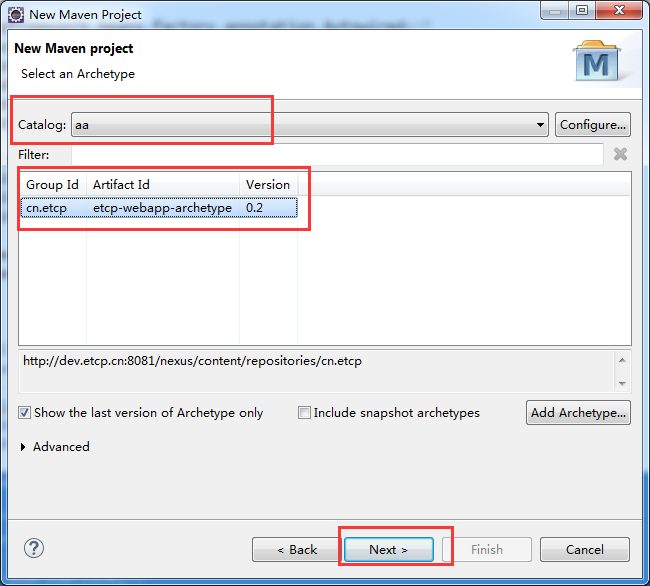 New Maven Project
New Maven project
Select an Archetype
M
Catalog: aa Configure...
Filter:
Group Id Artifact Id Version
cn.etcp etcp-webapp-archetype 0.2
http://dev.etcp.cn:8081/nexus/content/repositories/cn.etcp
Show the last version of Archetype only Include snapshot archetypes Add Archetype...
Advanced
? < Back Next > Finish Cancel